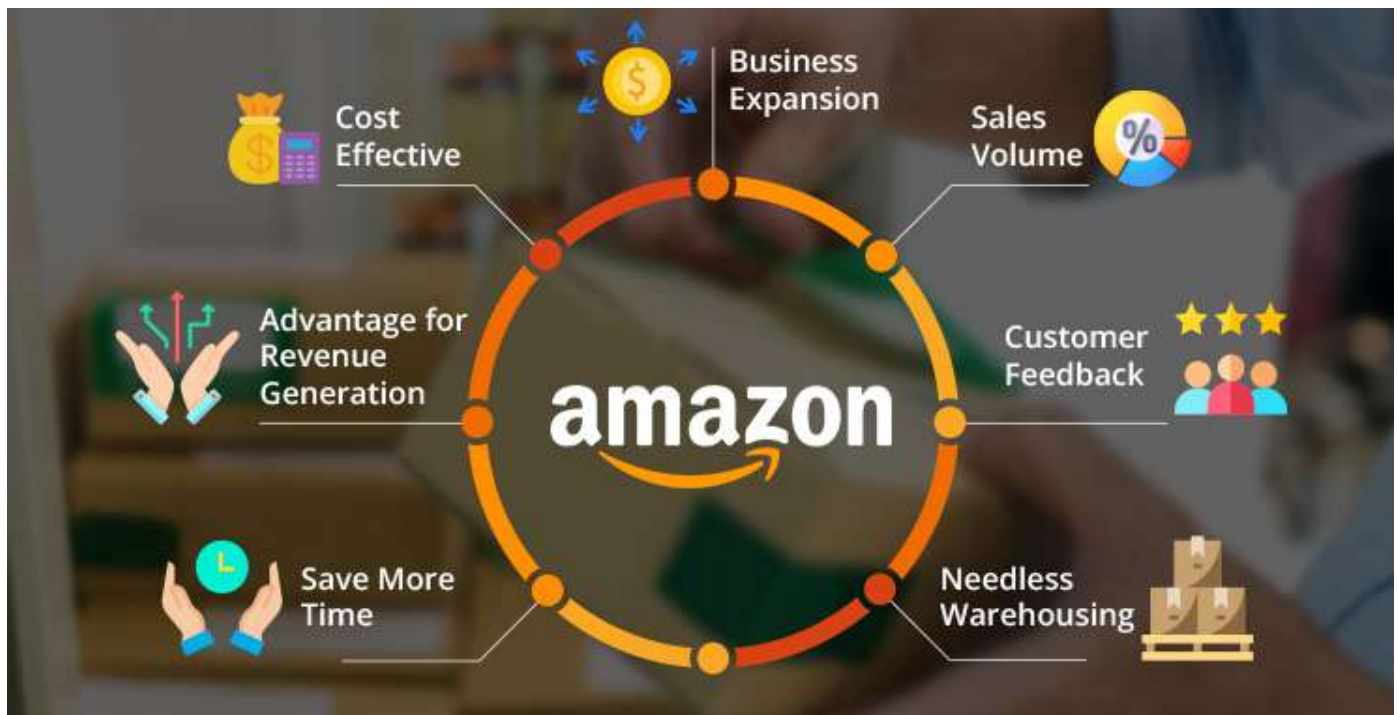 Business
Expansion
Cost
Effective
$
$
Sales
Volume
%
Advantage for
Revenue
Generation
Customer
Feedback
amazon
Save More
Time
Needless
Warehousing